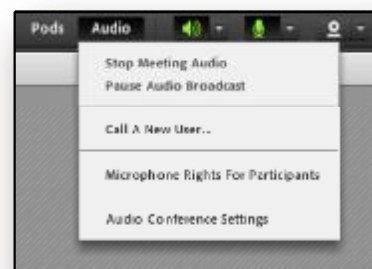 Pods Audio
Stop Meeting Audio
Pause Audio Broadcast
Call A New User...
Microphone Rights For Participants
Audio Conference Settings